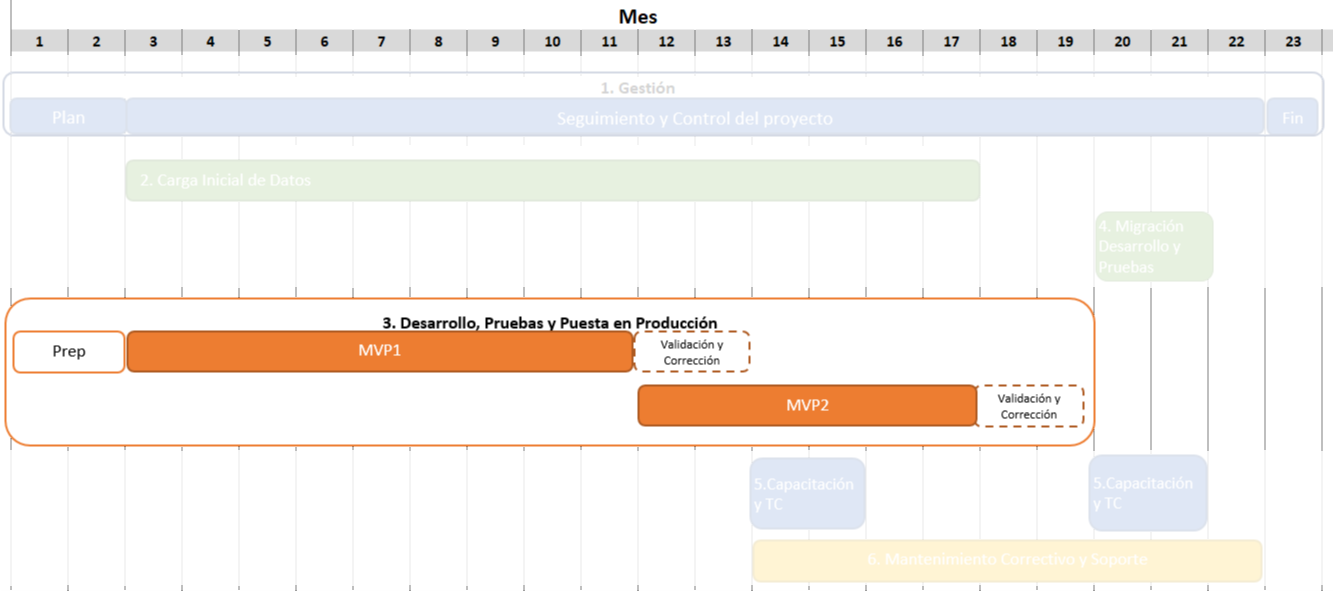 Mes
1 2 3 4 5 6 7 8 9 10 11 12 13 14 15 16 17 18 19 20 21 22 23
1. Gestión
Plan
Seguimiento y Control del proyecto
Fin
2. Carga Inicial de Datos
4. Migración
Desarrollo y
Pruebas
3. Desarrollo, Pruebas y Puesta en Producción
Prep
MVP1
Validación y
Corrección
MVP2
Validación y
Corrección
5.Capacitación
y TC
5.Capacitación
y TC
6. Mantenimiento Correctivo y Soporte